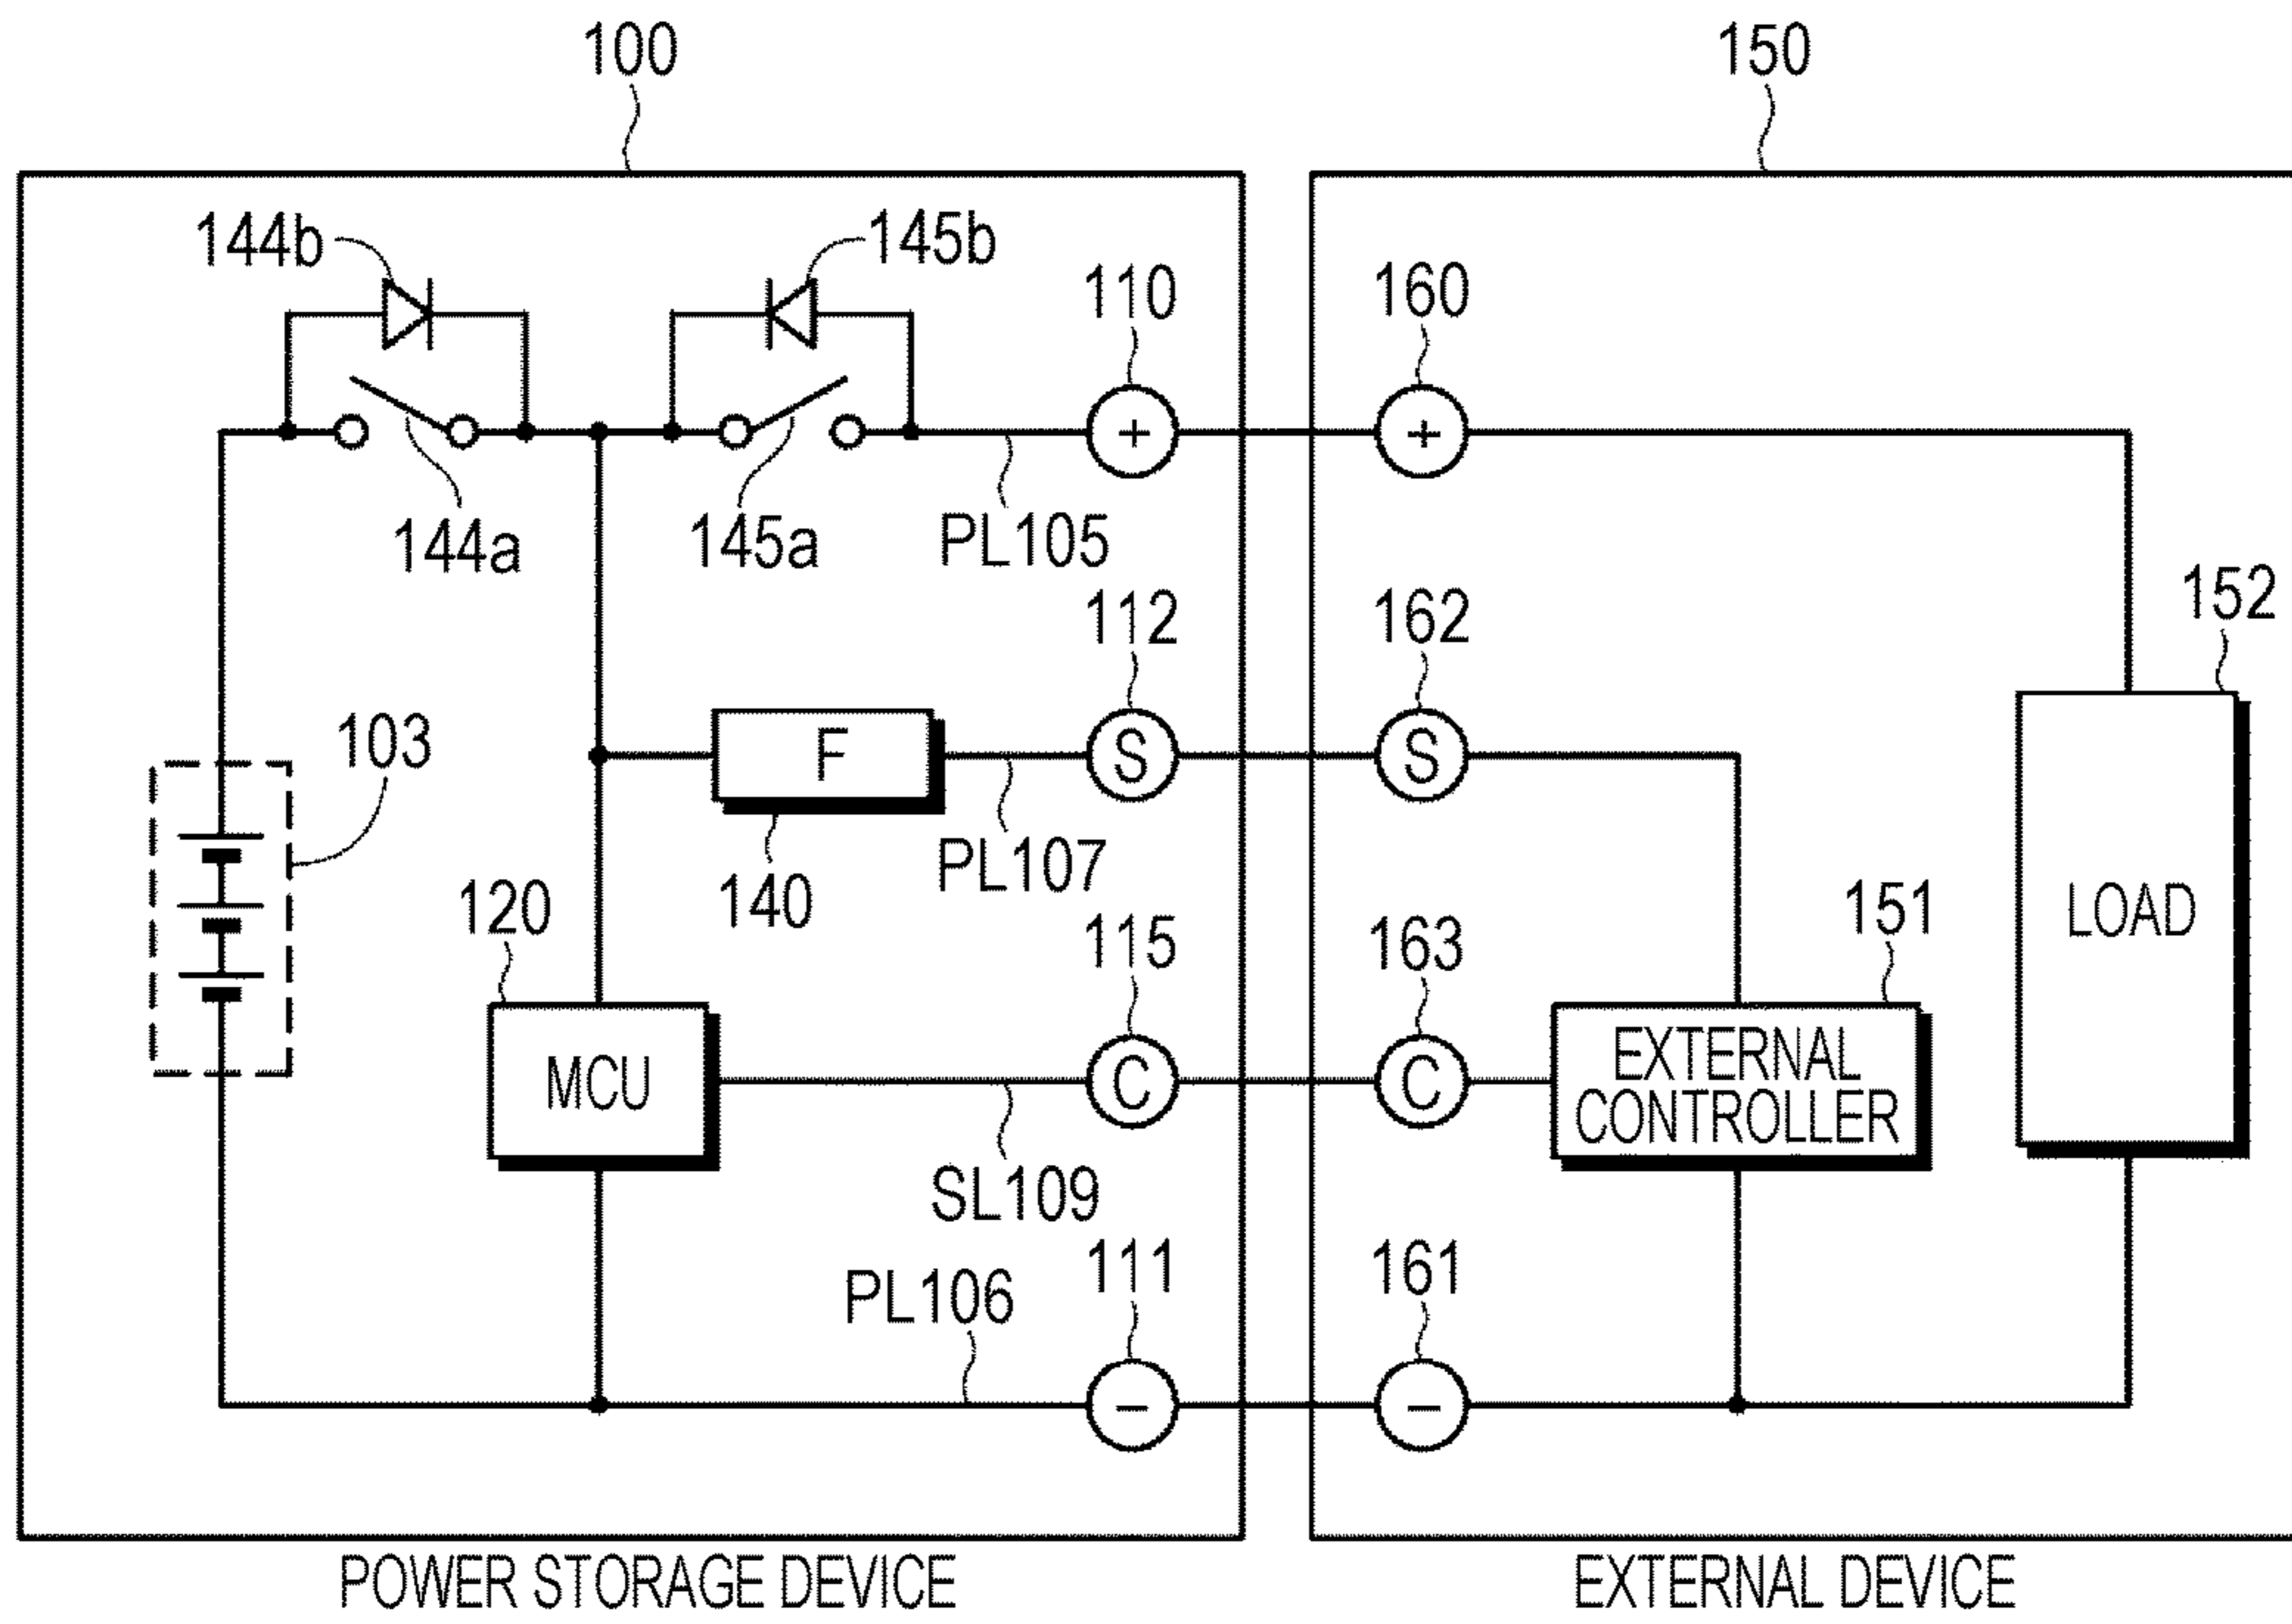 100
150
144b
145b
110
160
+
+
144a
145a
PL105
112
162
152
103
F
S
S
PL107
140
120
115
163
151
LOAD
MCU
C
C
EXTERNAL
CONTROLLER
SL109
PL106
111
161
−
−
POWER STORAGE DEVICE
EXTERNAL DEVICE